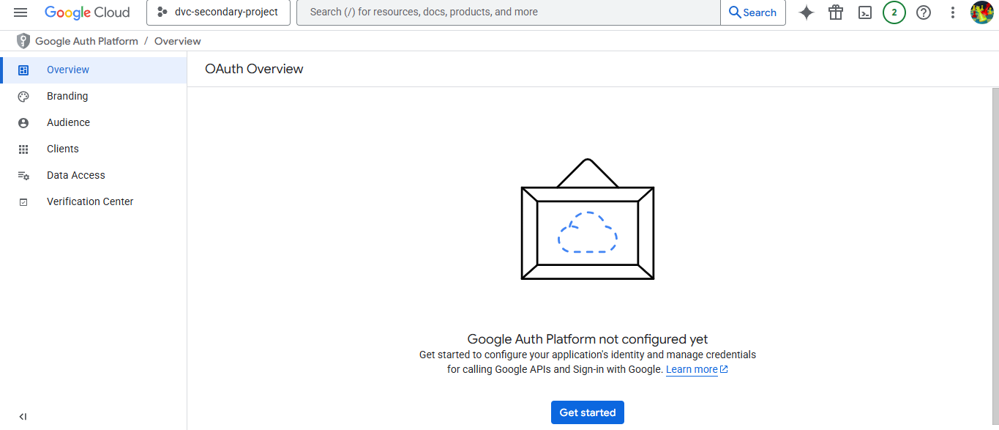 Google Cloud
dvc-secondary-project
Search (/) for resources, docs, products, and more
Search
2
Google Auth Platform / Overview
Overview
Branding
Audience
Clients
Data Access
Verification Center
OAuth Overview
Google Auth Platform not configured yet
Get started to configure your application's identity and manage credentials
for calling Google APIs and Sign-in with Google. Learn more
Get started